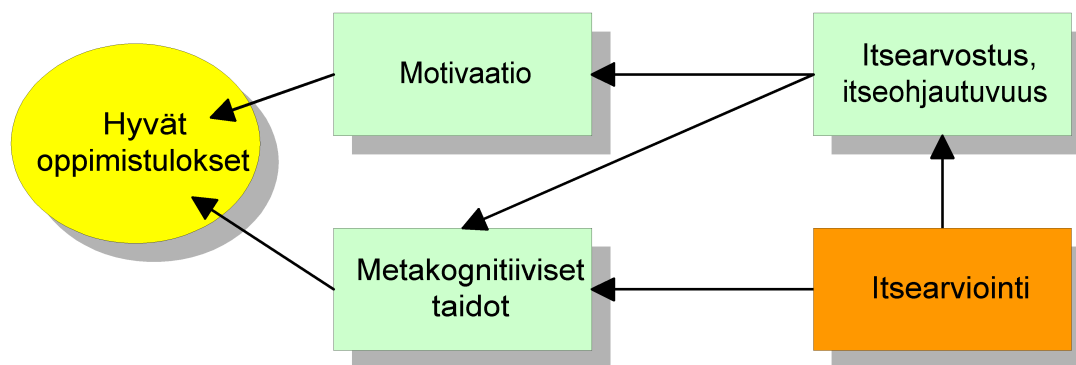 Hyvät
oppimistulokset
Motivaatio
Itsearvostus,
itseohjautuvuus
Metakognitiiviset
taidot
Itsearviointi